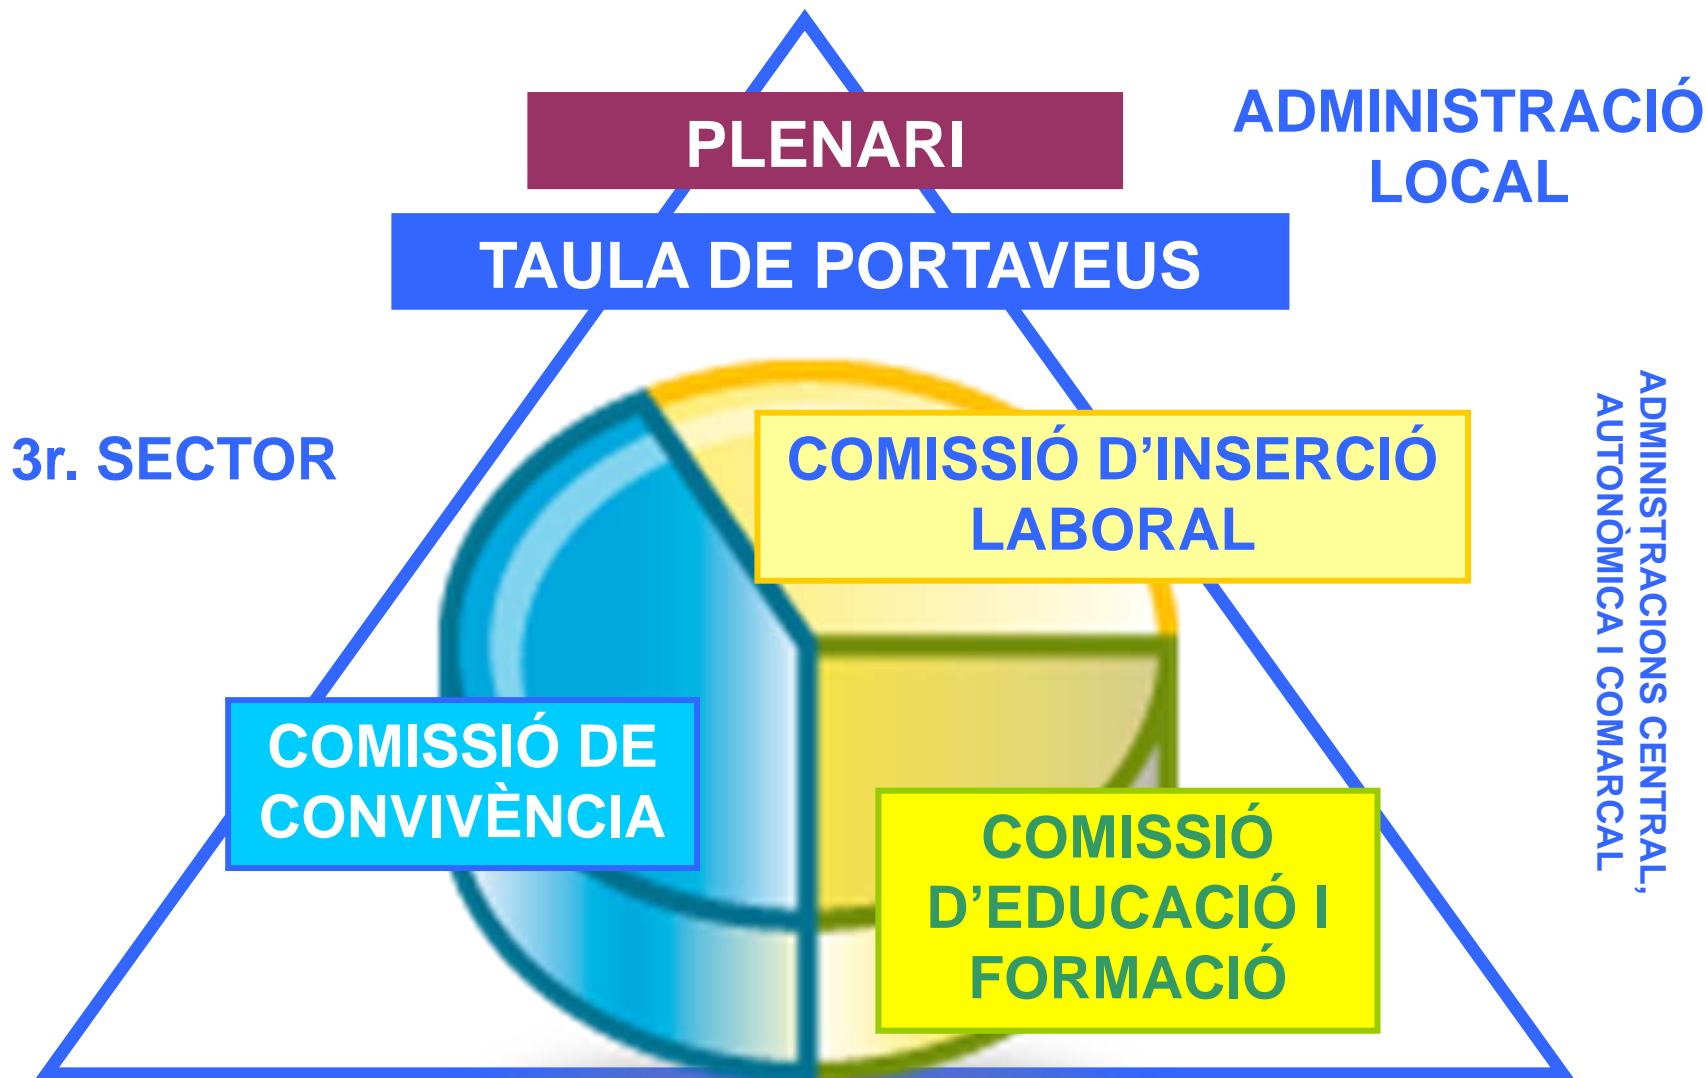 PLENARI
ADMINISTRACIÓ
LOCAL
TAULA DE PORTAVEUS
3r. SECTOR
COMISSIÓ D’INSERCIÓ
LABORAL
ADMINISTRACIONS CENTRAL,
AUTONÒMICA I COMARCAL
COMISSIÓ DE
CONVIVÈNCIA
COMISSIÓ
D’EDUCACIÓ I
FORMACIÓ